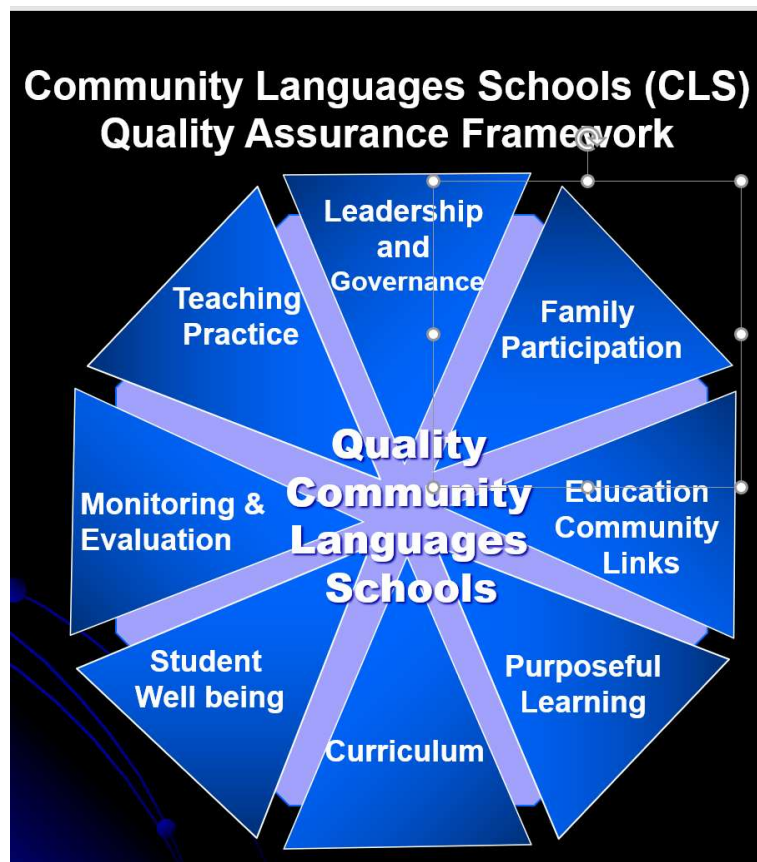 Community Languages Schools (CLS)
Quality Assurance Framework
Leadership
and
Governance
Family
Participation
Education
Community
Links
Purposeful
Learning
Curriculum
Student
Well being
Monitoring &
Evaluation
Teaching
Practice
Quality
Community
Languages
Schools